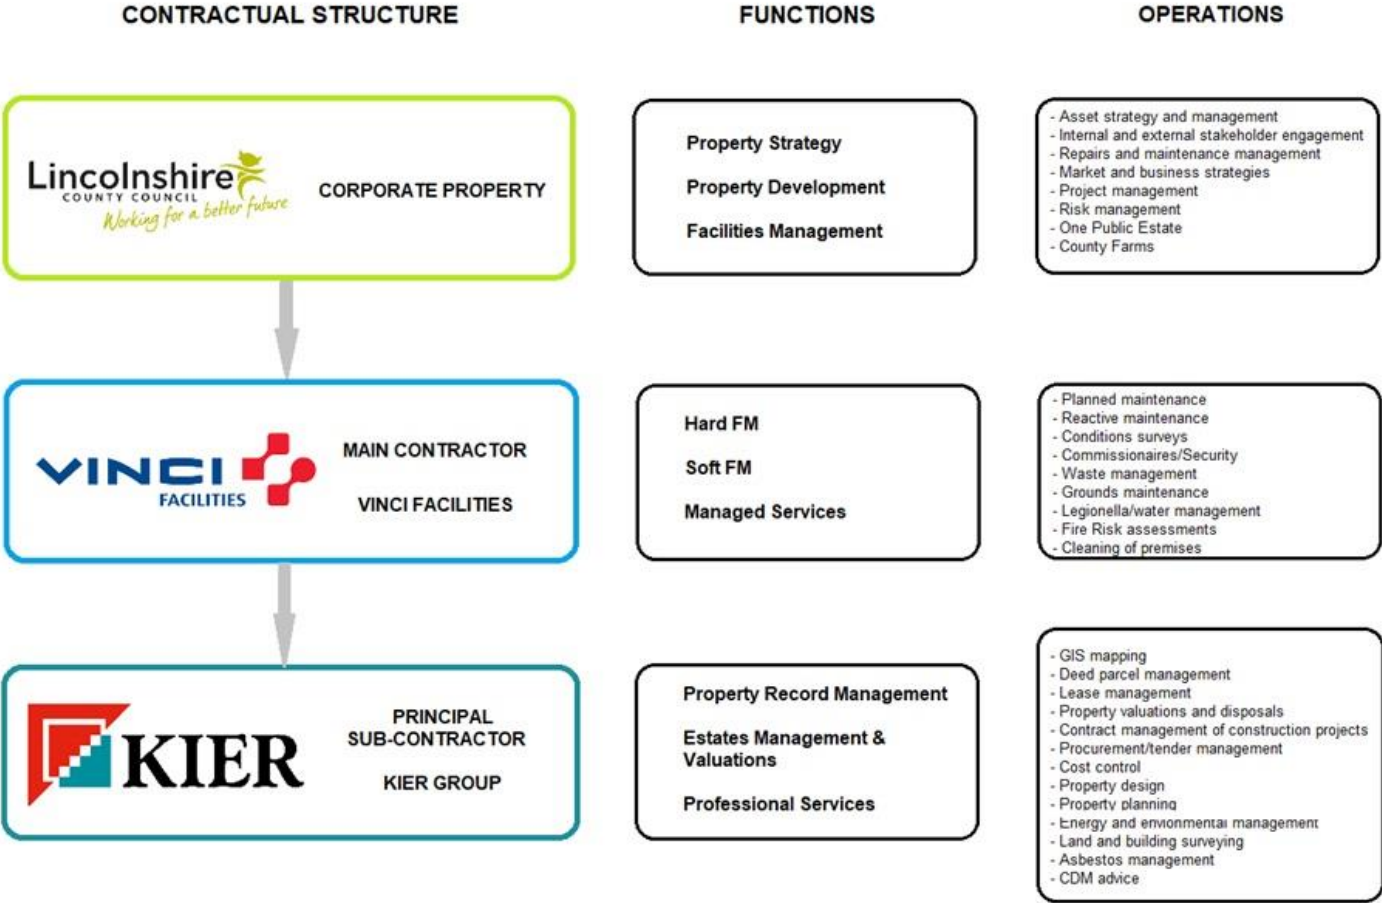 CONTRACTUAL STRUCTURE
FUNCTIONS
OPERATIONS
Lincolnshire
COUNTY COUNCIL
Working for a better future
CORPORATE PROPERTY
Property Strategy
Property Development
Facilities Management
- Asset strategy and management
- Internal and external stakeholder engagement
- Repairs and maintenance management
- Market and business strategies
- Project management
- Risk management
- One Public Estate
- County Farms
VINCI
FACILITIES
MAIN CONTRACTOR
VINCI FACILITIES
Hard FM
Soft FM
Managed Services
- Planned maintenance
- Reactive maintenance
- Conditions surveys
- Commissionaires/Security
- Waste management
- Grounds maintenance
- Legionella/water management
- Fire Risk assessments
- Cleaning of premises
KIER
PRINCIPAL
SUB-CONTRACTOR
KIER GROUP
Property Record Management
Estates Management &
Valuations
Professional Services
- GIS mapping
- Deed parcel management
- Lease management
- Property valuations and disposals
- Contract management of construction projects
- Procurement/tender management
- Cost control
- Property design
- Property planning
- Energy and envionmental management
- Land and building surveying
- Asbestos management
- CDM advice